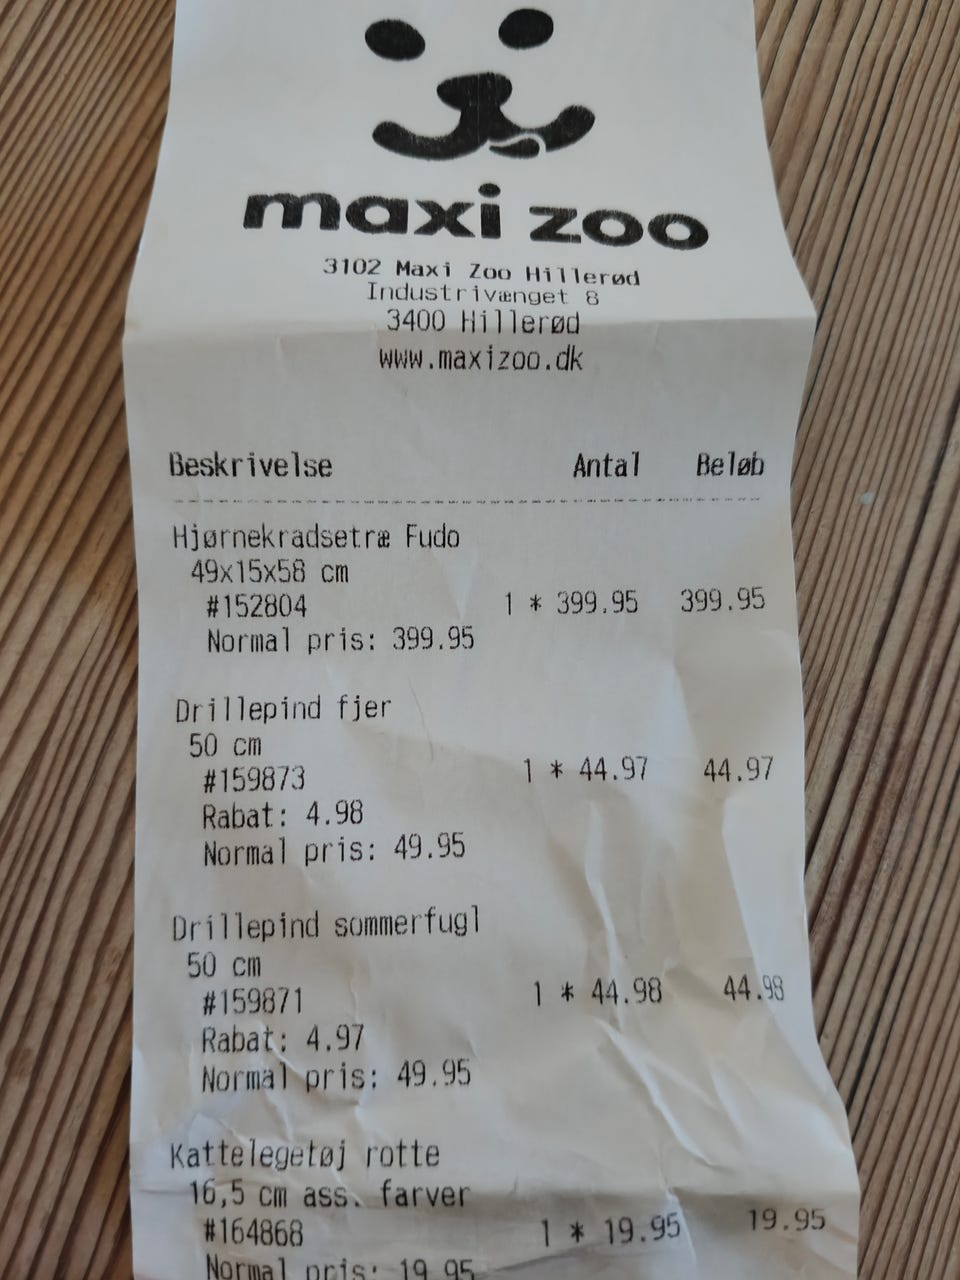 maxi zoo
3102 Maxi Zoo Hillerød
Industrivænget 8
3400 Hillerød
www.maxizoo.dk
Beskrivelse Antal Beløb
Hjørnekradsetræ Fudo
49x15x58 cm
#152804 1 * 399.95 399.95
Normal pris: 399.95
Drillepind fjer
50 cm
#159873 1 * 44.97 44.97
Rabat: 4.98
Normal pris: 49.95
Drillepind sommerfugl
50 cm
#159871 1 * 44.98 44.98
Rabat: 4.97
Normal pris: 49.95
Kattelegetøj rotte
16,5 cm ass. farver
#164868 1 * 19.95 19.95
Normal pris: 19.95